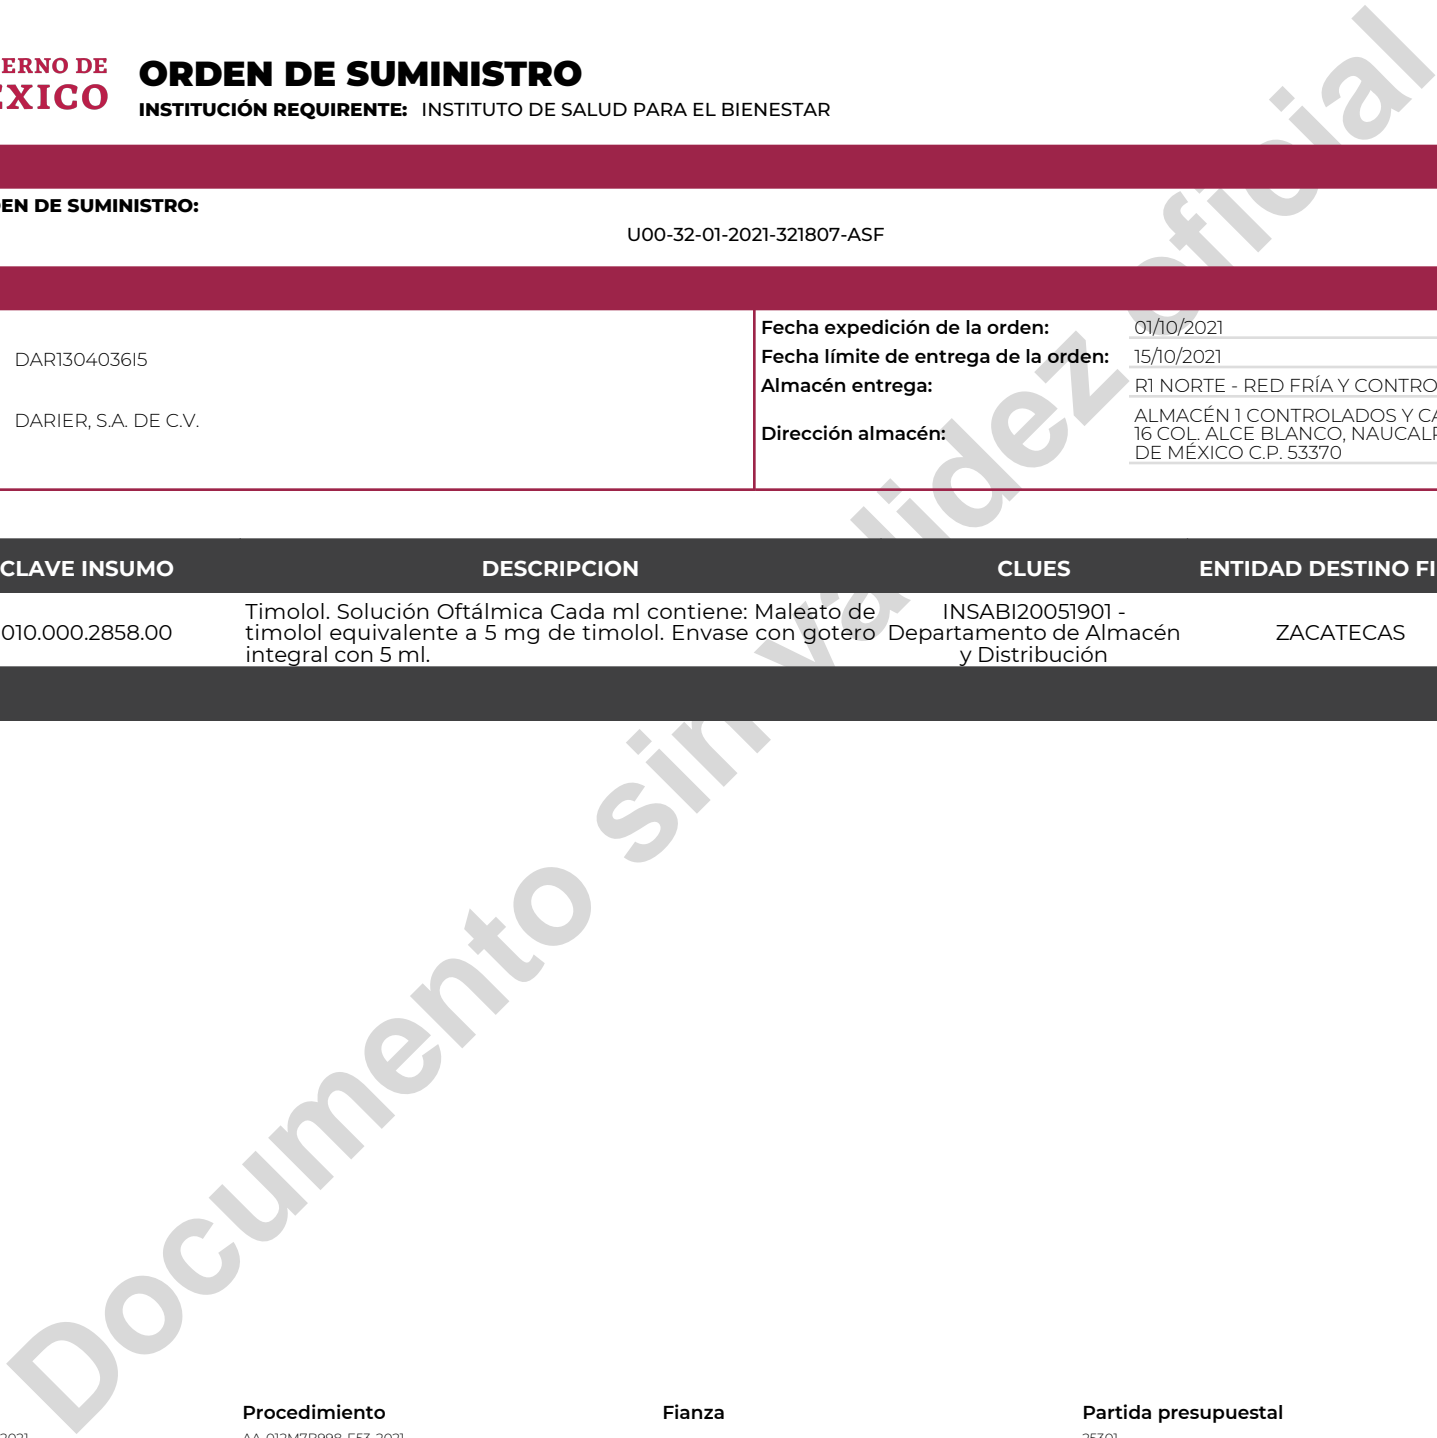 ERNO DE
ORDEN DE SUMINISTRO
INSTITUCIÓN REQUIRENTE: INSTITUTO DE SALUD PARA EL BIENESTAR
EN DE SUMINISTRO:
U00-32-01-2021-321807-ASF
DAR1304036I5
DARIER, S.A. DE C.V.
Fecha expedición de la orden: 01/10/2021
Fecha límite de entrega de la orden: 15/10/2021
Almacén entrega: R1 NORTE - RED FRÍA Y CONTRO
Dirección almacén: ALMACÉN 1 CONTROLADOS Y CA
16 COL. ALCE BLANCO, NAUCALP
DE MÉXICO C.P. 53370
CLAVE INSUMO DESCRIPCION CLUES ENTIDAD DESTINO FI
010.000.2858.00 Timolol. Solución Oftálmica Cada ml contiene: Maleato de timolol equivalente a 5 mg de timolol. Envase con gotero integral con 5 ml. INSABI20051901 - Departamento de Almacén y Distribución ZACATECAS
Documento sin validez oficial
Procedimiento Fianza Partida presupuestal